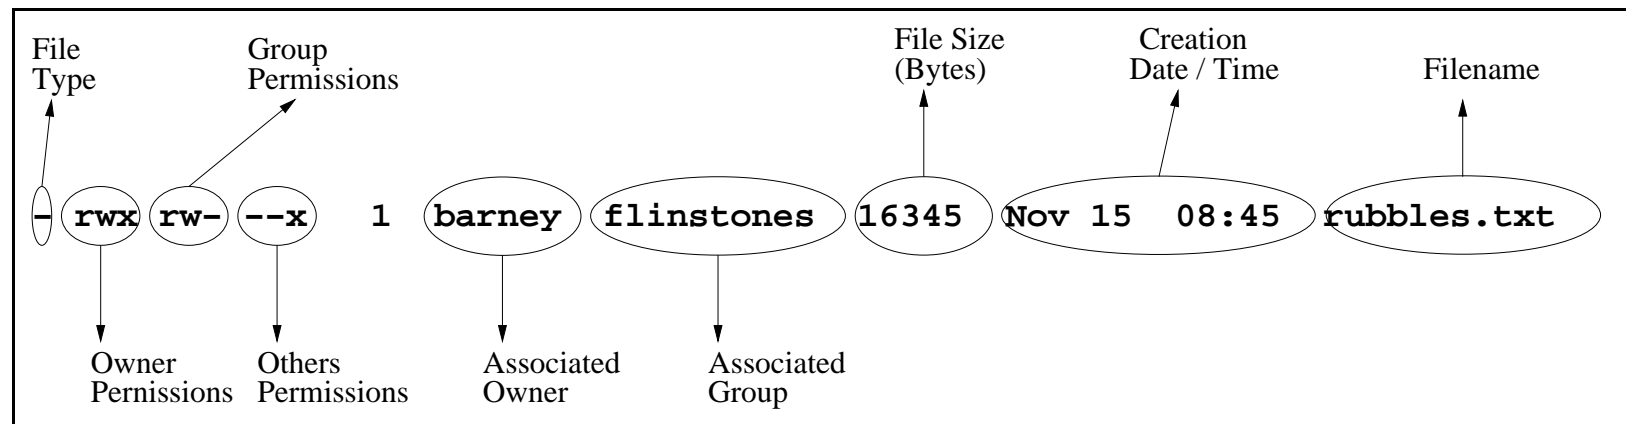 File
Type
Group
Permissions
File Size
(Bytes)
Creation
Date / Time
Filename
- rwx rw- --x 1 barney flinstones 16345 Nov 15 08:45 rubbles.txt
Owner
Pernissions
Others
Permissions
Associated
Owner
Associated
Group